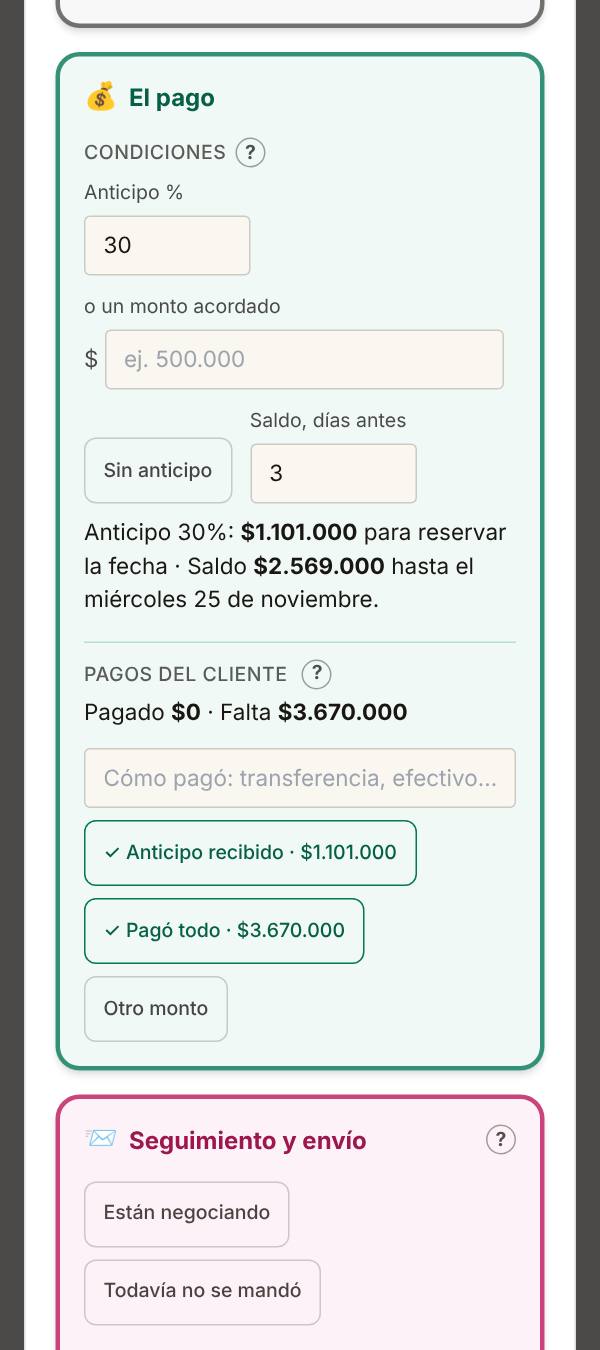 💰 El pago
CONDICIONES ?
Anticipo %
30
o un monto acordado
$ ej. 500.000
Saldo, días antes
Sin anticipo 3
Anticipo 30%: $1.101.000 para reservar
la fecha · Saldo $2.569.000 hasta el
miércoles 25 de noviembre.
PAGOS DEL CLIENTE ?
Pagado $0 · Falta $3.670.000
Cómo pagó: transferencia, efectivo...
✓ Anticipo recibido · $1.101.000
✓ Pagó todo · $3.670.000
Otro monto
📨 Seguimiento y envío ?
Están negociando
Todavía no se mandó